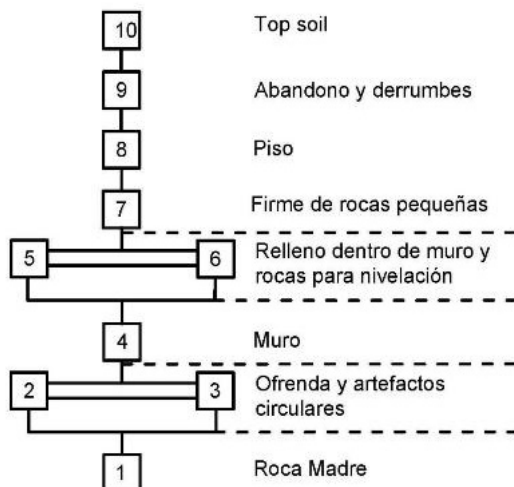 10 Top soil
9 Abandono y derrumbes
8 Piso
7 Firme de rocas pequeñas
5 6 Relleno dentro de muro y
rocas para nivelación
4 Muro
2 3 Ofrenda y artefactos
circulares
1 Roca Madre